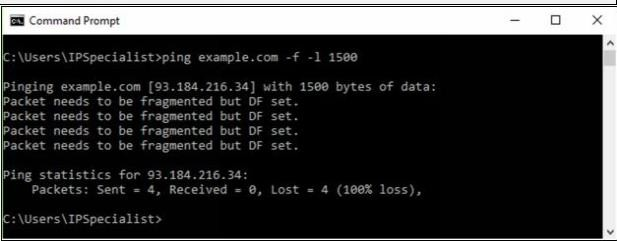 Command Prompt
C:\Users\IPSpecialist>ping example.com -f -l 1500
Pinging example.com [93.184.216.34] with 1500 bytes of data:
Packet needs to be fragmented but DF set.
Packet needs to be fragmented but DF set.
Packet needs to be fragmented but DF set.
Packet needs to be fragmented but DF set.
Ping statistics for 93.184.216.34:
    Packets: Sent = 4, Received = 0, Lost = 4 (100% loss),
C:\Users\IPSpecialist>